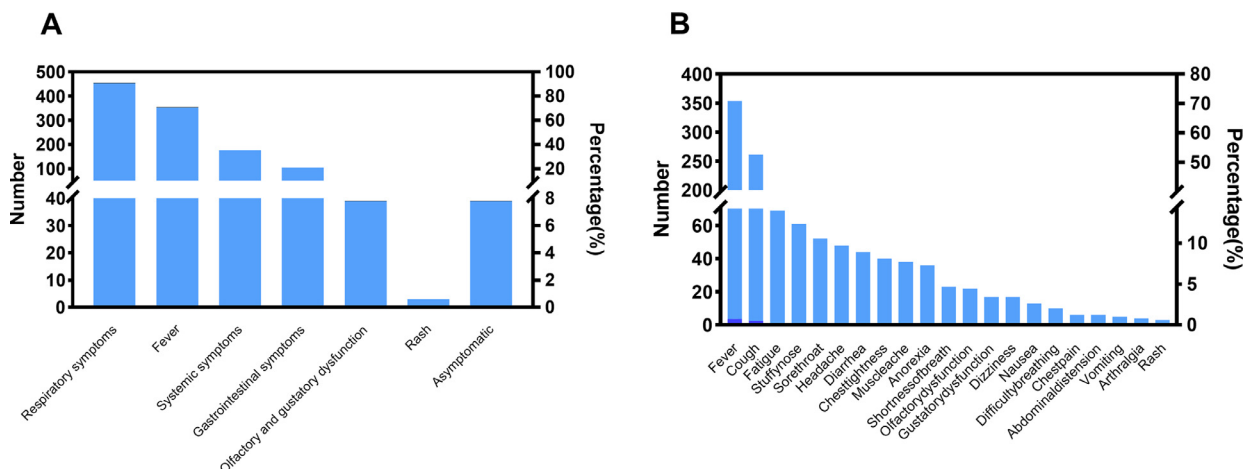 A
500
400
300
200
100
40
30
20
10
0
Number
100
80
60
40
20
8
6
4
2
0
Percentage(%)
Respiratory symptoms
Fever
Systemic symptoms
Gastrointestinal symptoms
Olfactory and gustatory dysfunction
Rash
Asymptomatic
B
400
350
300
250
200
60
40
20
0
Number
80
70
60
50
10
5
0
Percentage(%)
Fever
Cough
Fatigue
Stuffynose
Sorethroat
Headache
Diarrhea
Chesttightness
Muscleache
Anorexia
Shortnessofbreath
Olfactorydysfunction
Gustatorydysfunction
Dizziness
Nausea
Difficultybreathing
Chestpain
Abdominaldistension
Vomiting
Arthralgia
Rash